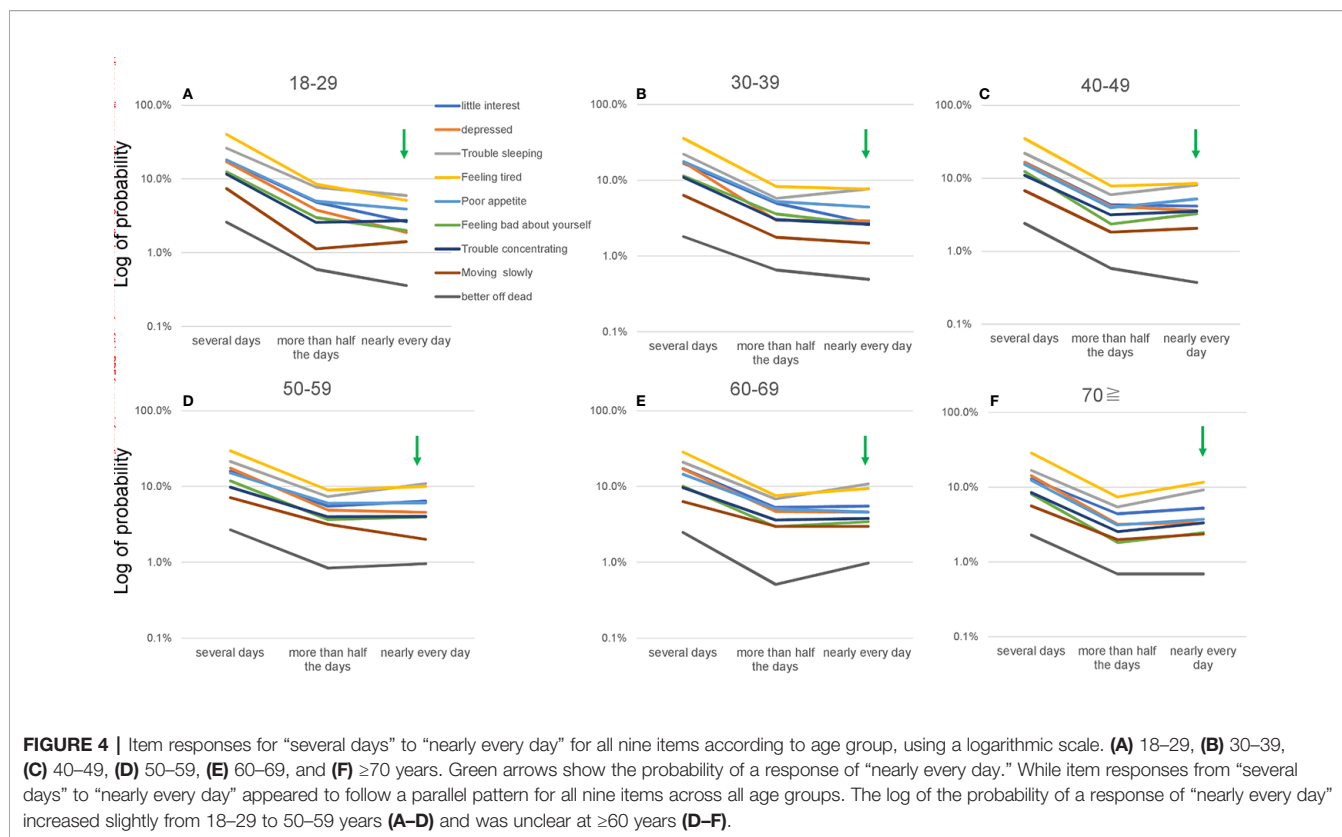 A
18-29
100.0%
10.0%
1.0%
0.1%
Log of probability
several days
more than half
the days
nearly every day
little interest
depressed
Trouble sleeping
Feeling tired
Poor appetite
Feeling bad about yourself
Trouble concentrating
Moving slowly
better off dead
B
30-39
100.0%
10.0%
1.0%
0.1%
several days
more than half
the days
nearly every day
C
40-49
100.0%
10.0%
1.0%
0.1%
several days
more than half
the days
nearly every
day
D
50-59
100.0%
10.0%
1.0%
0.1%
Log of probability
several days
more than half
the days
nearly every day
E
60-69
100.0%
10.0%
1.0%
0.1%
several days
more than half
the days
nearly every day
F
70≧
100.0%
10.0%
1.0%
0.1%
several days
more than half
the days
nearly every
day
FIGURE 4 | Item responses for “several days” to “nearly every day” for all nine items according to age group, using a logarithmic scale. (A) 18–29, (B) 30–39,
(C) 40–49, (D) 50–59, (E) 60–69, and (F) ≥70 years. Green arrows show the probability of a response of “nearly every day.” While item responses from “several
days” to “nearly every day” appeared to follow a parallel pattern for all nine items across all age groups. The log of the probability of a response of “nearly every day”
increased slightly from 18–29 to 50–59 years (A–D) and was unclear at ≥60 years (D–F).